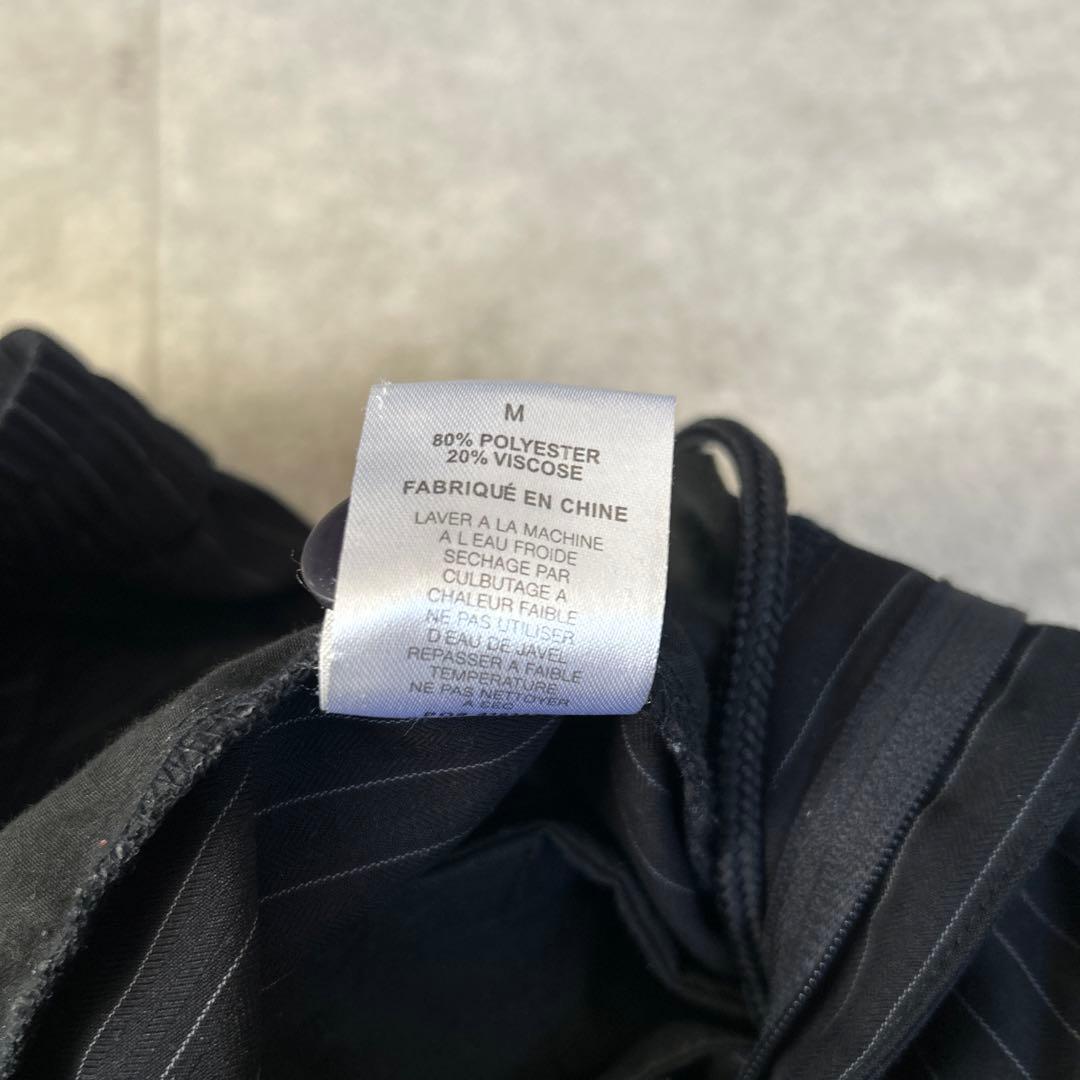 M
80% POLYESTER
20% VISCOSE
FABRIQUÉ EN CHINE
LAVER A LA MACHINE
A L EAU FROIDE
SECHAGE PAR
CULBUTAGE A
CHALEUR FAIBLE
NE PAS UTILISER
D'EAU DE JAVEL
REPASSER A FAIBLE
TEMPERATURE
NE PAS NETTOYER
A SEC